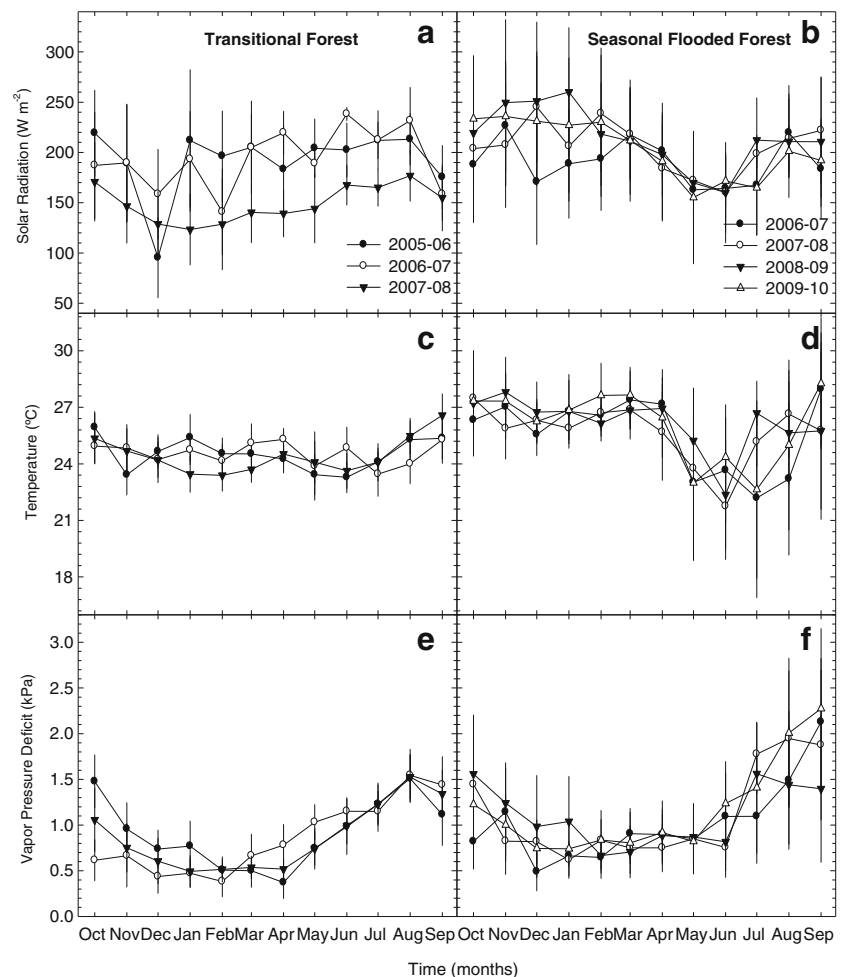 Transitional Forest
a
Seasonal Flooded Forest
b
Solar Radiation (W m-2)
300
250
200
150
100
50
2005-06
2006-07
2007-08
2006-07
2007-08
2008-09
2009-10
c
d
Temperature (ºC)
30
27
24
21
18
e
f
Vapor Pressure Deficit (kPa)
3.0
2.5
2.0
1.5
1.0
0.5
0.0
Oct Nov Dec Jan Feb Mar Apr May Jun Jul Aug Sep
Oct Nov Dec Jan Feb Mar Apr May Jun Jul Aug Sep
Time (months)